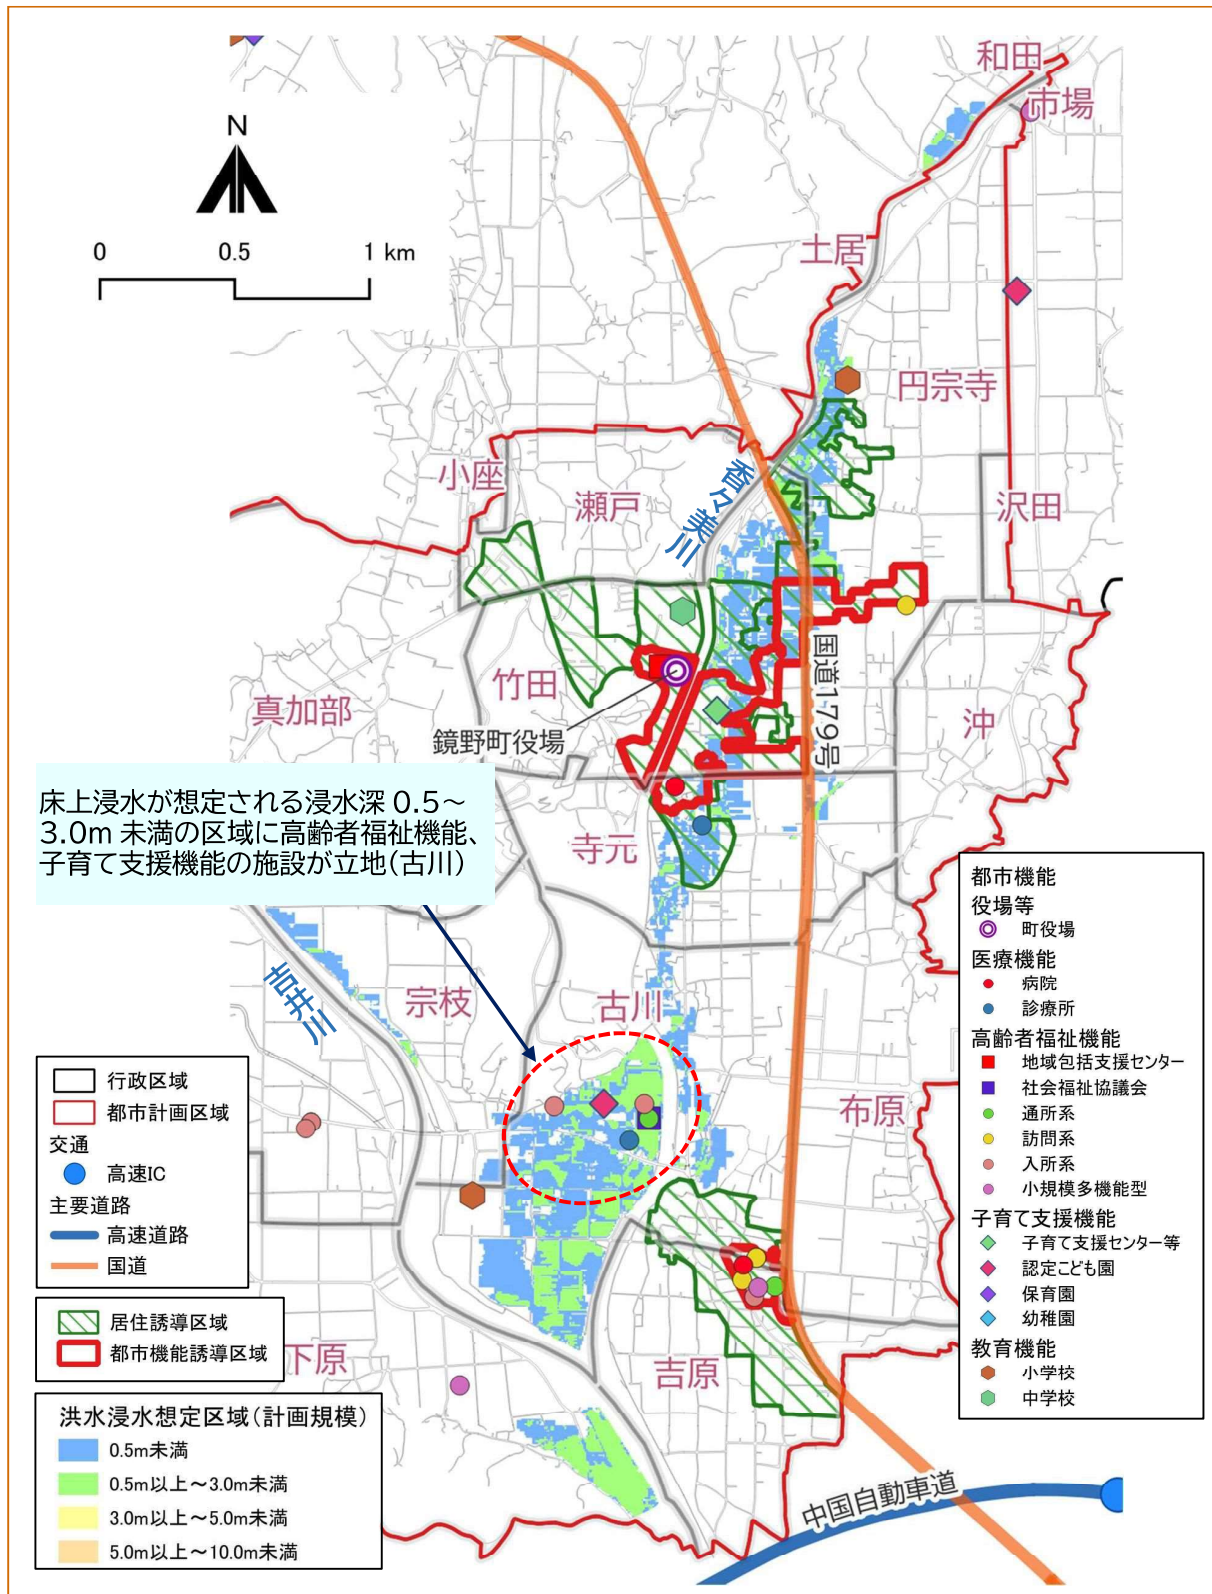 和田
市場
N
0 0.5 1 km
土居
円宗寺
小座
瀬戸
香々美川
沢田
国道179号
竹田
真加部
沖
鏡野町役場
床上浸水が想定される浸水深 0.5～
3.0m 未満の区域に高齢者福祉機能、
子育て支援機能の施設が立地(古川)
寺元
吉井川
宗枝
古川
布原
下原
吉原
中国自動車道
行政区域
都市計画区域
交通
高速IC
主要道路
高速道路
国道
居住誘導区域
都市機能誘導区域
洪水浸水想定区域(計画規模)
0.5m未満
0.5m以上～3.0m未満
3.0m以上～5.0m未満
5.0m以上～10.0m未満
都市機能
役場等
町役場
医療機能
病院
診療所
高齢者福祉機能
地域包括支援センター
社会福祉協議会
通所系
訪問系
入所系
小規模多機能型
子育て支援機能
子育て支援センター等
認定こども園
保育園
幼稚園
教育機能
小学校
中学校